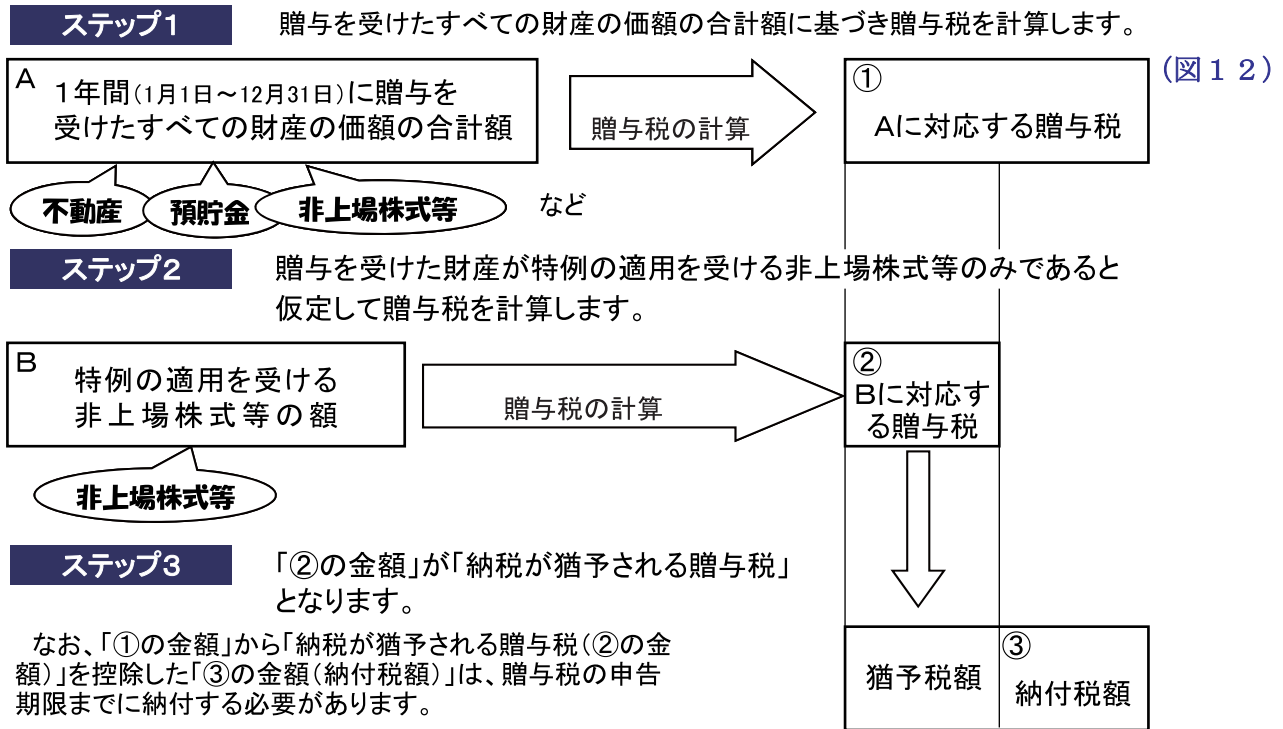 ステップ1
贈与を受けたすべての財産の価額の合計額に基づき贈与税を計算します。
(図12)
A
1年間(1月1日~12月31日)に贈与を
受けたすべての財産の価額の合計額
贈与税の計算
①
Aに対応する贈与税
不動産
預貯金
非上場株式等
など
ステップ2
贈与を受けた財産が特例の適用を受ける非上場株式等のみであると
仮定して贈与税を計算します。
B
特例の適用を受ける
非上場株式等の額
贈与税の計算
②
Bに対応す
る贈与税
非上場株式等
ステップ3
「②の金額」が「納税が猶予される贈与税」
となります。
なお、「①の金額」から「納税が猶予される贈与税(②の金
額)」を控除した「③の金額(納付税額)」は、贈与税の申告
期限までに納付する必要があります。
猶予税額
③
納付税額